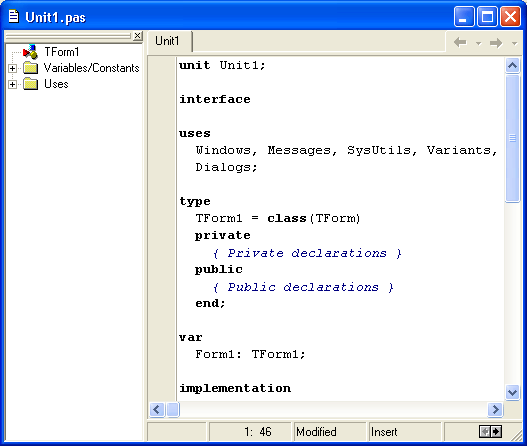 Unit1.pas
TForm1
Variables/Constants
Uses
Unit1
unit Unit1;
interface
uses
Windows, Messages, SysUtils, Variants,
Dialogs;
type
TForm1 = class(TForm)
private
{ Private declarations }
public
{ Public declarations }
end;
var
Form1: TForm1;
implementation
1: 46
Modified
Insert